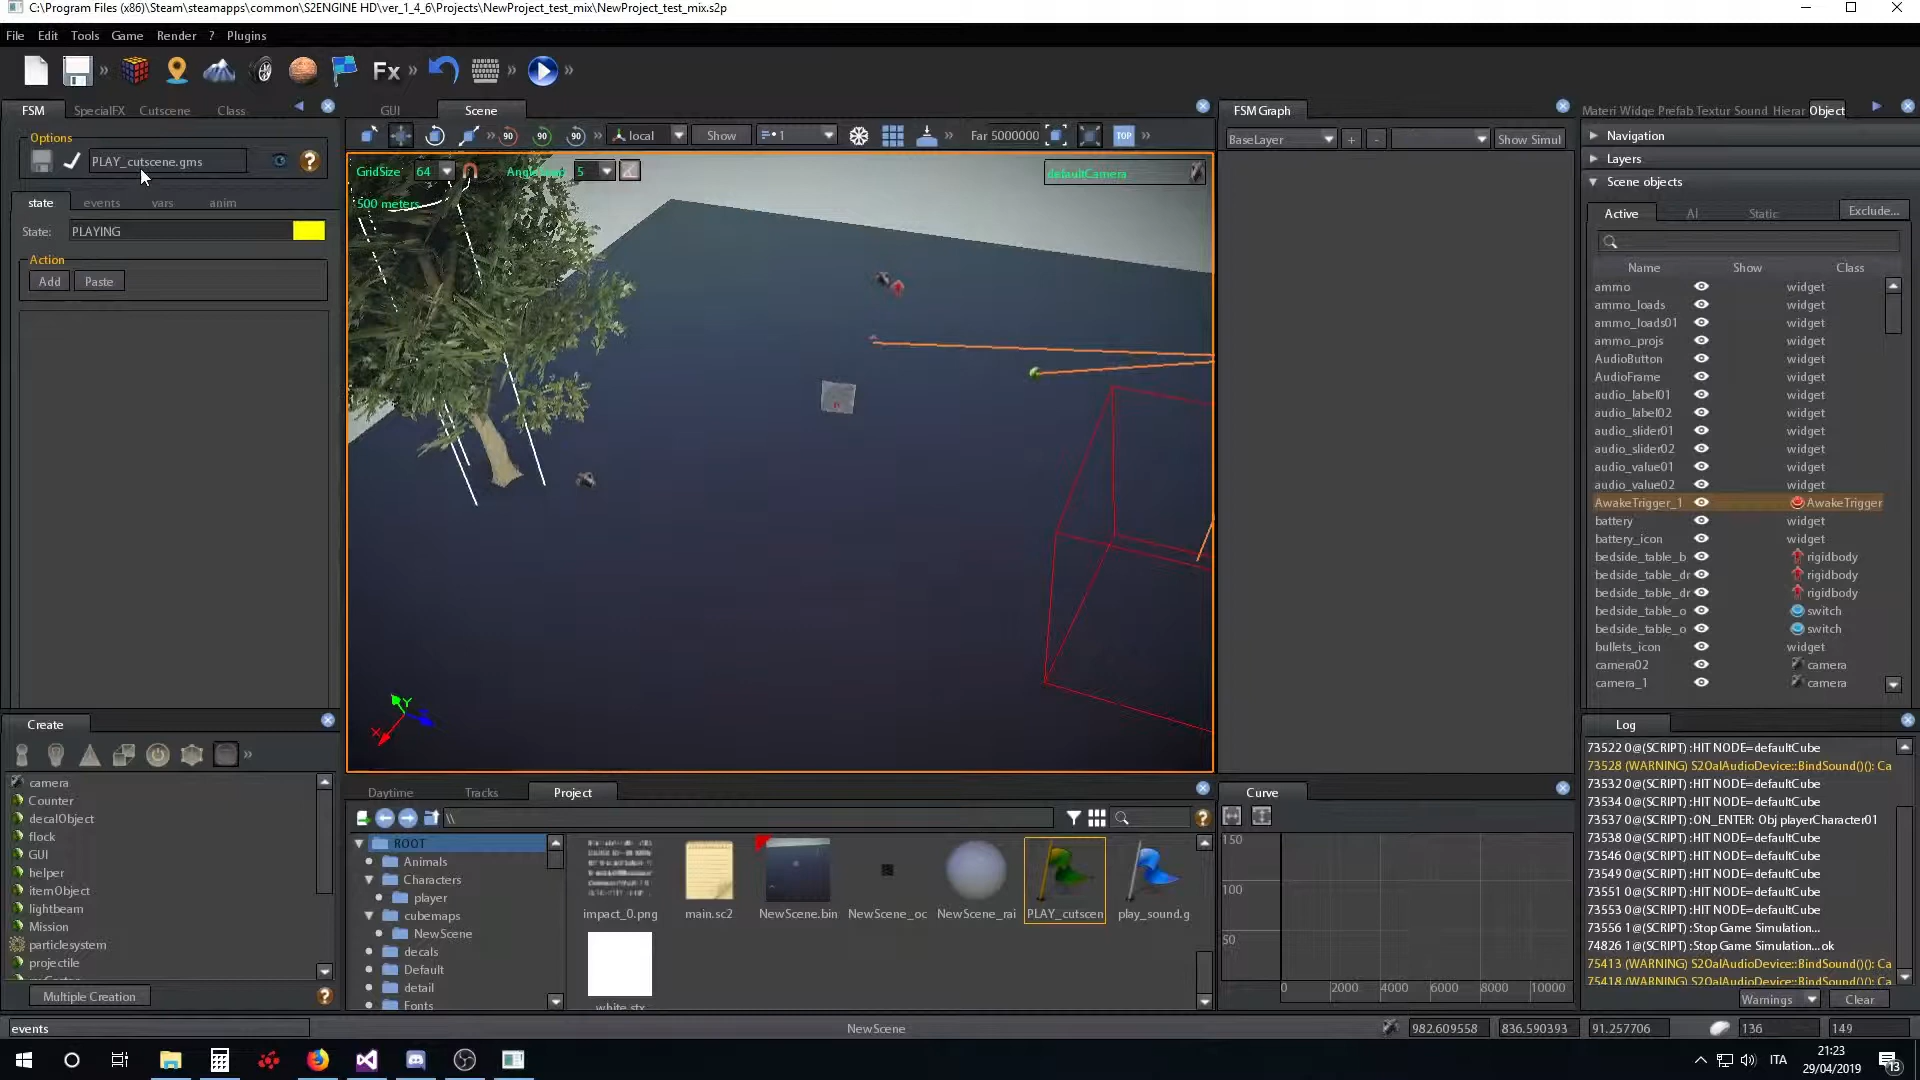 C:\Program Files (x86)\Steam\steamapps\common\S2ENGINE HD\ver_1_4_6\Projects\NewProject_test_mix\NewProject_test_mix.s2p
File Edit Tools Game Render ? Plugins
Fx
FSM SpecialFX Cutscene Class
Options
PLAY_cutscene.gms
state events vars anim
State: PLAYING
Action
Add Paste
GUI Scene
local Show 1 Far 5000000 TOP
GridSize 64 5
500 meters
defaultCamera
FSM Graph
BaseLayer + - Show Simul
Materi Widge Prefab Textur Sound Hierar Object
Navigation
Layers
Scene objects
Active AI Static Exclude...
Name Show Class
ammo widget
ammo_loads widget
ammo_loads01 widget
ammo_projs widget
AudioButton widget
AudioFrame widget
audio_label01 widget
audio_label02 widget
audio_slider01 widget
audio_slider02 widget
audio_value01 widget
audio_value02 widget
AwakeTrigger_1 AwakeTrigger
battery widget
battery_icon widget
bedside_table_b rigidbody
bedside_table_dr rigidbody
bedside_table_dr rigidbody
bedside_table_o switch
bedside_table_o switch
bullets_icon widget
camera02 camera
camera_1 camera
Create
camera
Counter
decalObject
flock
GUI
helper
itemObject
lightbeam
Mission
particlesystem
projectile
Multiple Creation
Y
X
Daytime Tracks Project
\\
ROOT
Animals
Characters
player
cubemaps
NewScene
decals
Default
detail
Fonts
impact_0.png main.sc2 NewScene.bin NewScene_oc NewScene_rai PLAY_cutscen play_sound.g
white.stx
Curve
150
100
50
0 2000 4000 6000 8000 10000
Log
73522 0@(SCRIPT) :HIT NODE=defaultCube
73528 (WARNING) S2OalAudioDevice::BindSound()(): Ca
73532 0@(SCRIPT) :HIT NODE=defaultCube
73534 0@(SCRIPT) :HIT NODE=defaultCube
73537 0@(SCRIPT) :ON_ENTER: Obj playerCharacter01
73538 0@(SCRIPT) :HIT NODE=defaultCube
73546 0@(SCRIPT) :HIT NODE=defaultCube
73549 0@(SCRIPT) :HIT NODE=defaultCube
73551 0@(SCRIPT) :HIT NODE=defaultCube
73553 0@(SCRIPT) :HIT NODE=defaultCube
73556 1@(SCRIPT) :Stop Game Simulation...
74826 1@(SCRIPT) :Stop Game Simulation...ok
75413 (WARNING) S2OalAudioDevice::BindSound()(): Ca
75418 (WARNING) S2OalAudioDevice::BindSound()(): Ca
Warnings Clear
events NewScene 982.609558 836.590393 91.257706 136 149
ITA
21:23
29/04/2019
13